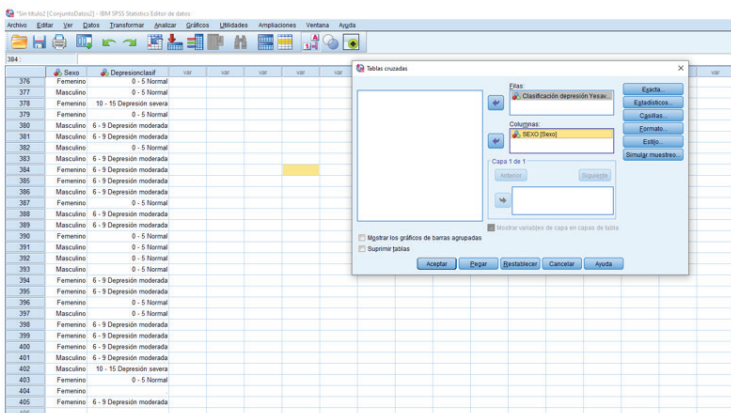 *Sin título2 [ConjuntoDatos2] - IBM SPSS Statistics Editor de datos
Archivo Editar Ver Datos Transformar Analizar Gráficos Utilidades Ampliaciones Ventana Ayuda
384 :
Sexo Depresionclasif var var var var var var
376 Femenino 0 - 5 Normal
377 Masculino 0 - 5 Normal
378 Femenino 10 - 15 Depresión severa
379 Femenino 0 - 5 Normal
380 Masculino 6 - 9 Depresión moderada
381 Masculino 6 - 9 Depresión moderada
382 Masculino 0 - 5 Normal
383 Masculino 6 - 9 Depresión moderada
384 Femenino 6 - 9 Depresión moderada
385 Femenino 6 - 9 Depresión moderada
386 Masculino 6 - 9 Depresión moderada
387 Femenino 0 - 5 Normal
388 Masculino 6 - 9 Depresión moderada
389 Masculino 6 - 9 Depresión moderada
390 Femenino 0 - 5 Normal
391 Masculino 0 - 5 Normal
392 Masculino 0 - 5 Normal
393 Masculino 0 - 5 Normal
394 Femenino 6 - 9 Depresión moderada
395 Femenino 6 - 9 Depresión moderada
396 Femenino 0 - 5 Normal
397 Masculino 0 - 5 Normal
398 Femenino 6 - 9 Depresión moderada
399 Femenino 6 - 9 Depresión moderada
400 Femenino 6 - 9 Depresión moderada
401 Masculino 6 - 9 Depresión moderada
402 Masculino 10 - 15 Depresión severa
403 Femenino 0 - 5 Normal
404 Femenino
405 Femenino 6 - 9 Depresión moderada
Tablas cruzadas
Filas:
Clasificación depresión Yesav...
Columnas:
SEXO [Sexo]
Capa 1 de 1
Anterior Siguiente
Mostrar variables de capa en capas de tabla
Mostrar los gráficos de barras agrupadas
Suprimir tablas
Aceptar Pegar Restablecer Cancelar Ayuda
Exacta...
Estadísticos...
Casillas...
Formato...
Estilo...
Simular muestreo...